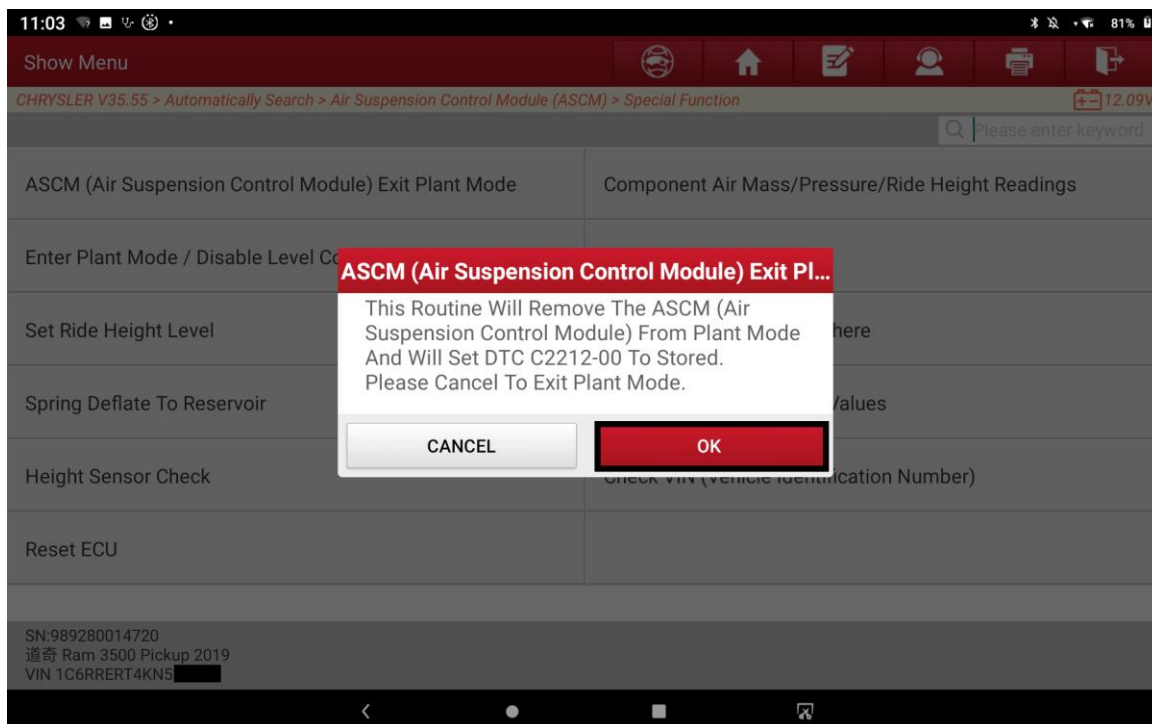 11:03
81%
Show Menu
CHRYSLER V35.55 > Automatically Search > Air Suspension Control Module (ASCM) > Special Function
12.09V
Please enter keyword
ASCM (Air Suspension Control Module) Exit Plant Mode
Component Air Mass/Pressure/Ride Height Readings
Enter Plant Mode / Disable Level Co
ASCM (Air Suspension Control Module) Exit Pl...
This Routine Will Remove The ASCM (Air
Suspension Control Module) From Plant Mode
And Will Set DTC C2212-00 To Stored.
Please Cancel To Exit Plant Mode.
CANCEL
OK
Set Ride Height Level
here
Spring Deflate To Reservoir
Values
Height Sensor Check
Check VIN (Vehicle Identification Number)
Reset ECU
SN:989280014720
道奇 Ram 3500 Pickup 2019
VIN 1C6RRERT4KN5